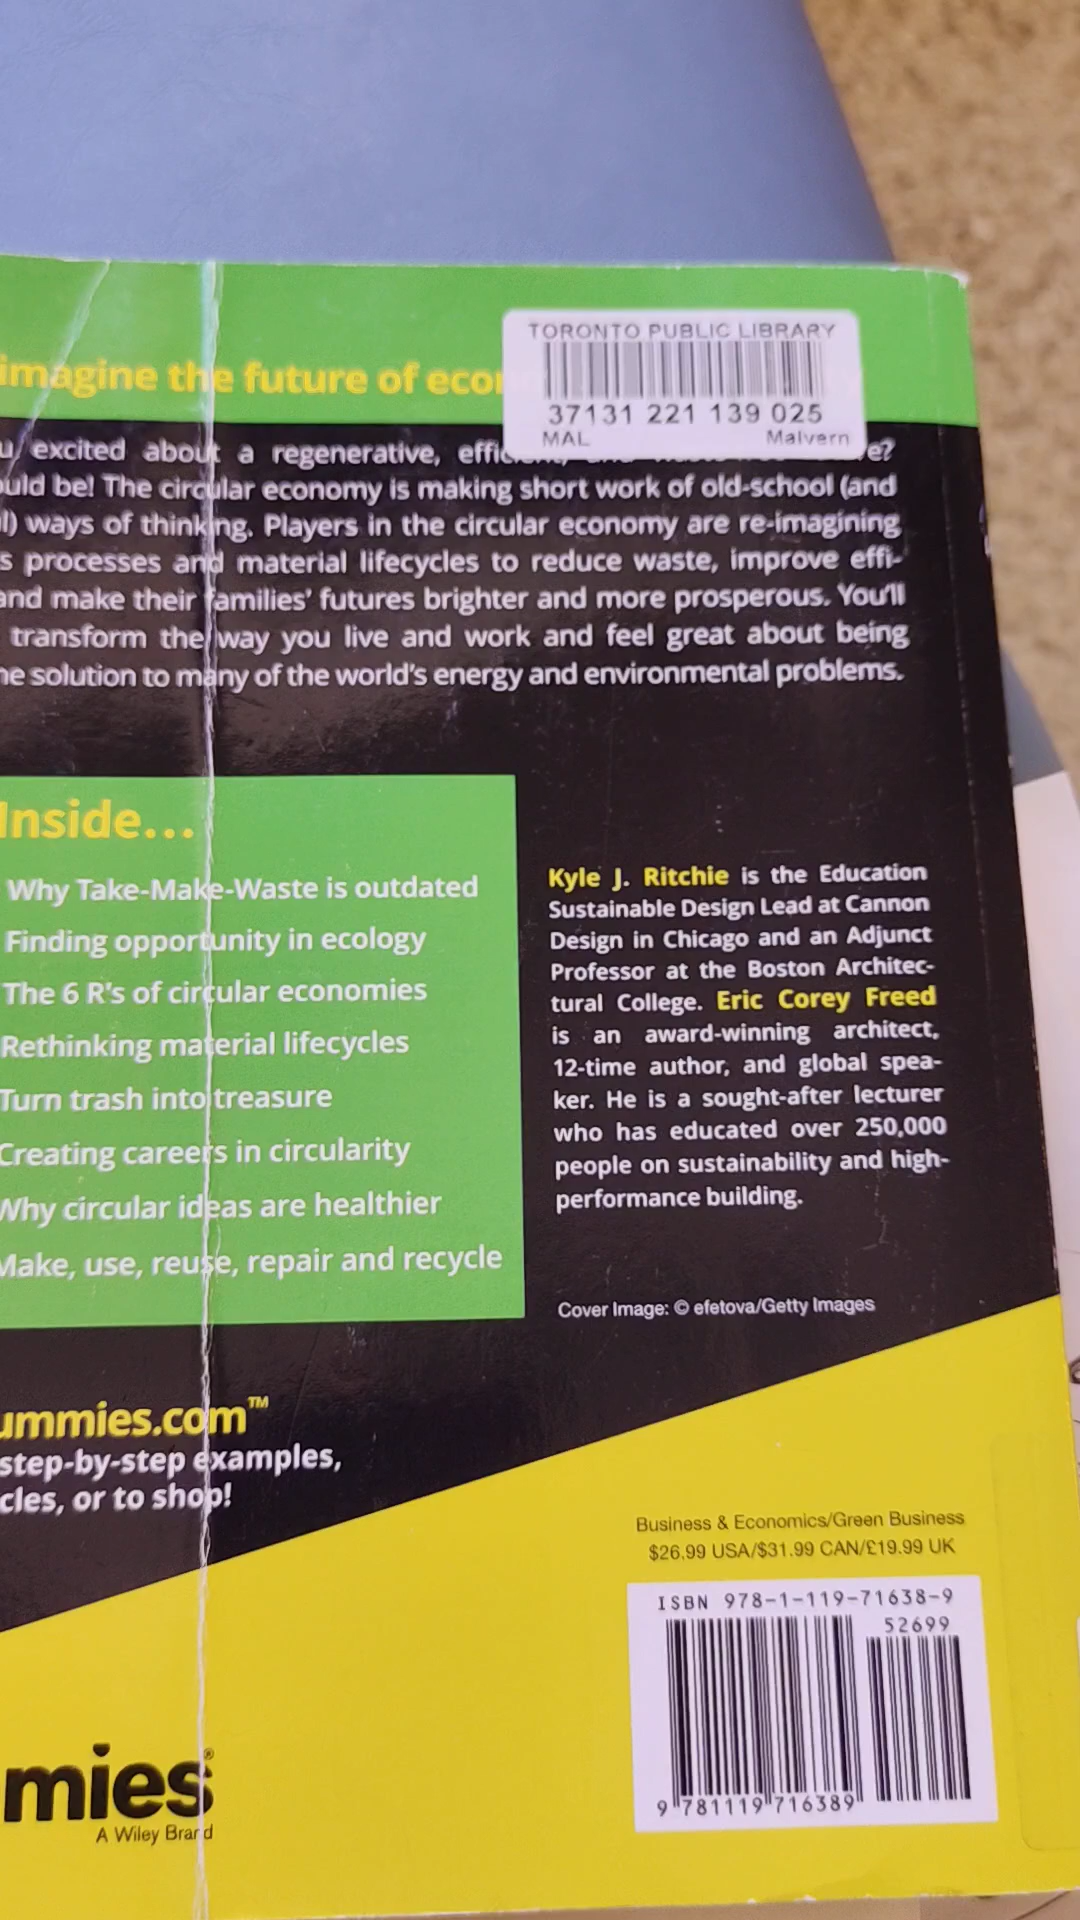 TORONTO PUBLIC LIBRARY
37131 221 139 025
MAL Malvern
imagine the future of econ
u excited about a regenerative, effic e?
ould be! The circular economy is making short work of old-school (and
l) ways of thinking. Players in the circular economy are re-imagining
s processes and material lifecycles to reduce waste, improve effi-
and make their families' futures brighter and more prosperous. You'll
transform the way you live and work and feel great about being
he solution to many of the world's energy and environmental problems.
Inside...
Why Take-Make-Waste is outdated
Finding opportunity in ecology
The 6 R's of circular economies
Rethinking material lifecycles
Turn trash into treasure
Creating careers in circularity
Why circular ideas are healthier
Make, use, reuse, repair and recycle
Kyle J. Ritchie is the Education
Sustainable Design Lead at Cannon
Design in Chicago and an Adjunct
Professor at the Boston Architec-
tural College. Eric Corey Freed
is an award-winning architect,
12-time author, and global spea-
ker. He is a sought-after lecturer
who has educated over 250,000
people on sustainability and high-
performance building.
Cover Image: © efetova/Getty Images
ummies.com™
step-by-step examples,
cles, or to shop!
Business & Economics/Green Business
$26.99 USA/$31.99 CAN/£19.99 UK
ISBN 978-1-119-71638-9
52699
9 781119 716389
mmies®
A Wiley Brand